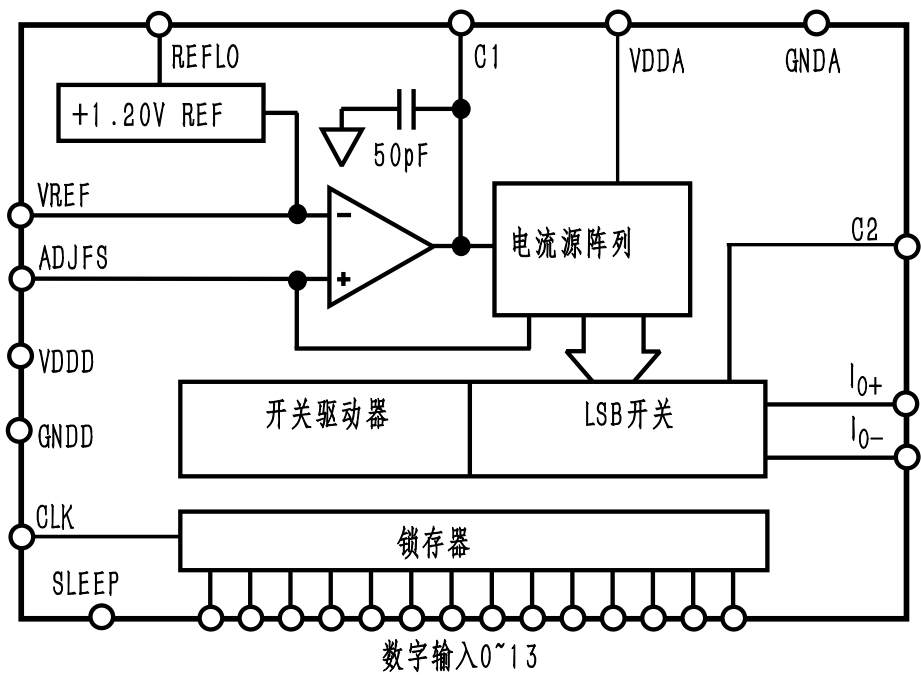 REFLO
C1
VDDA
GNDA
+1.20V REF
50pF
VREF
-
电流源阵列
C2
ADJFS
+
VDDD
I0+
开关驱动器
LSB开关
GNDD
I0-
CLK
锁存器
SLEEP
数字输入0~13